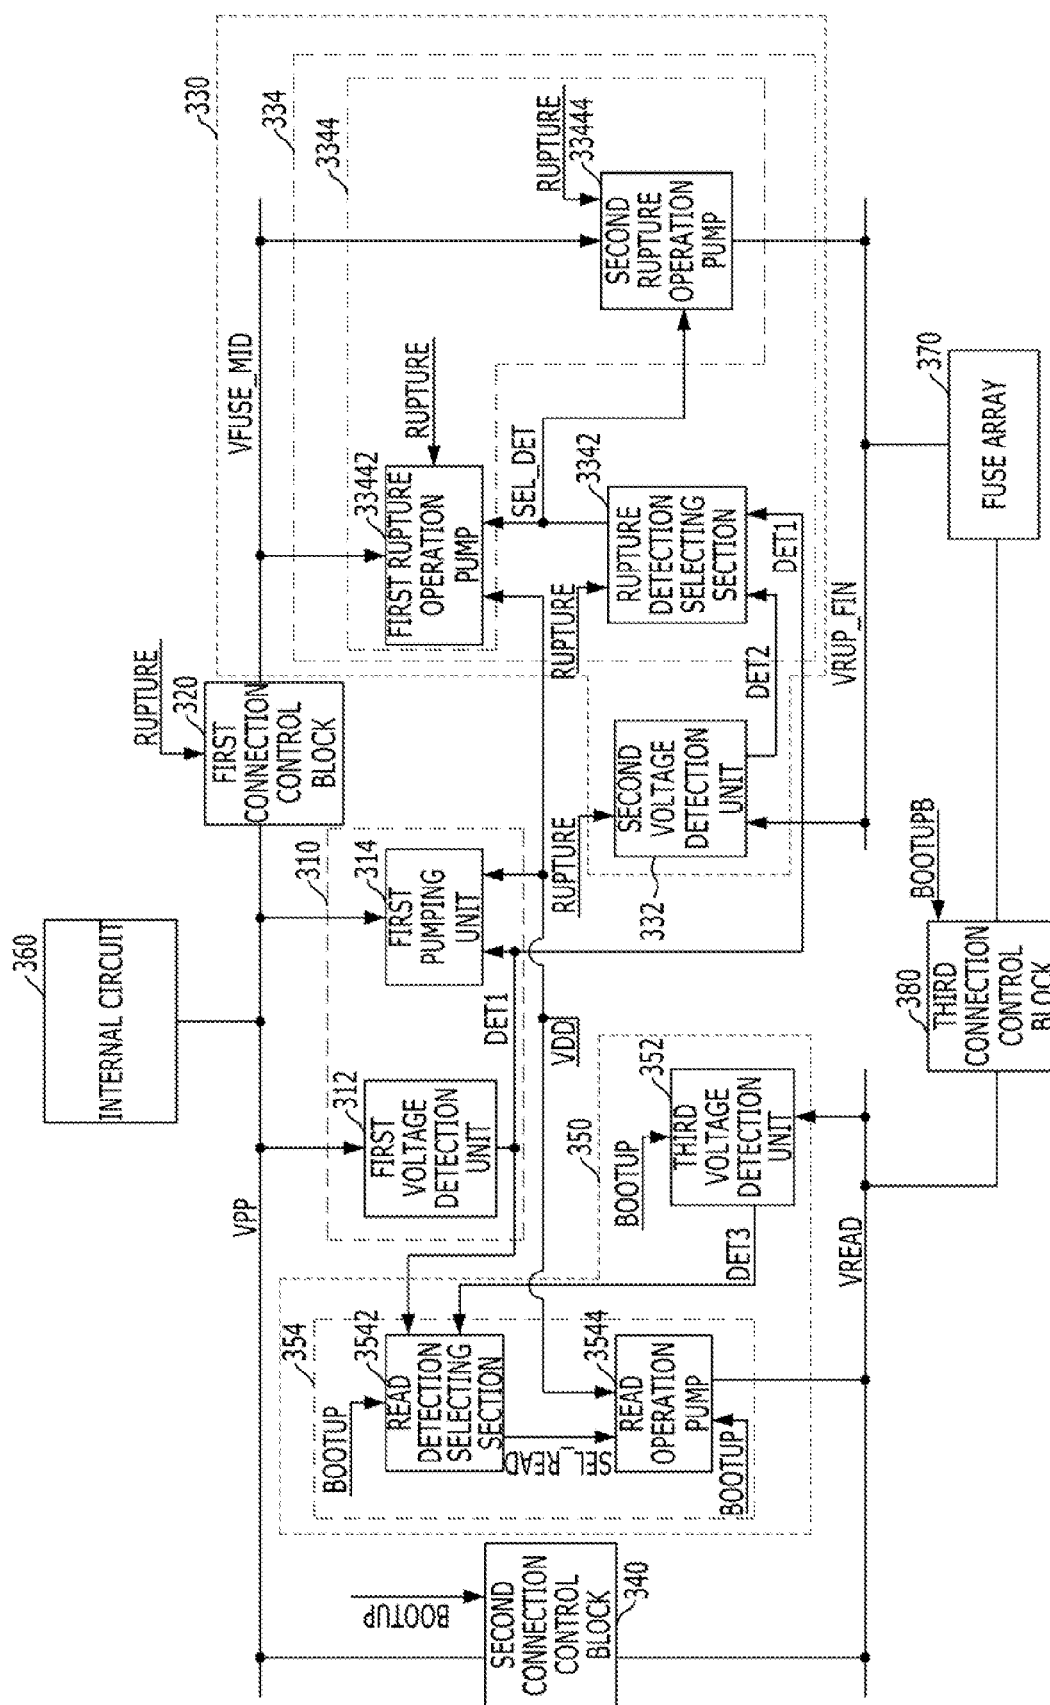 360
INTERNAL CIRCUIT
VPP
RUPTURE
320
FIRST
CONNECTION
CONTROL
BLOCK
VFUSE_MID
330
334
3344
BOOTUP
SECOND
CONNECTION
CONTROL
BLOCK
340
354
BOOTUP
3542
READ
DETECTION
SELECTING
SECTION
SEL_READ
3544
READ
OPERATION
PUMP
BOOTUP
350
BOOTUP
352
THIRD
VOLTAGE
DETECTION
UNIT
DET3
VREAD
312
FIRST
VOLTAGE
DETECTION
UNIT
310
314
FIRST
PUMPING
UNIT
DET1
VDD
RUPTURE
SECOND
VOLTAGE
DETECTION
UNIT
332
DET2
33442
FIRST RUPTURE
OPERATION
PUMP
RUPTURE
SEL_DET
RUPTURE
3342
RUPTURE
DETECTION
SELECTING
SECTION
DET1
RUPTURE
33444
SECOND
RUPTURE
OPERATION
PUMP
VRUP_FIN
BOOTUPB
380
THIRD
CONNECTION
CONTROL
BLOCK
370
FUSE ARRAY